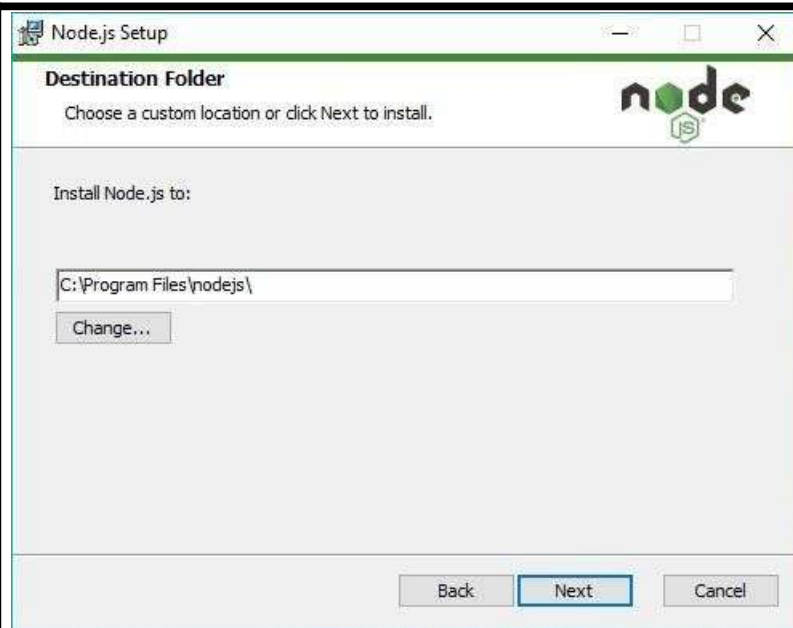 Node.js Setup
Destination Folder
Choose a custom location or click Next to install.
node
JS
Install Node.js to:
C:\Program Files\nodejs\
Change...
Back Next Cancel